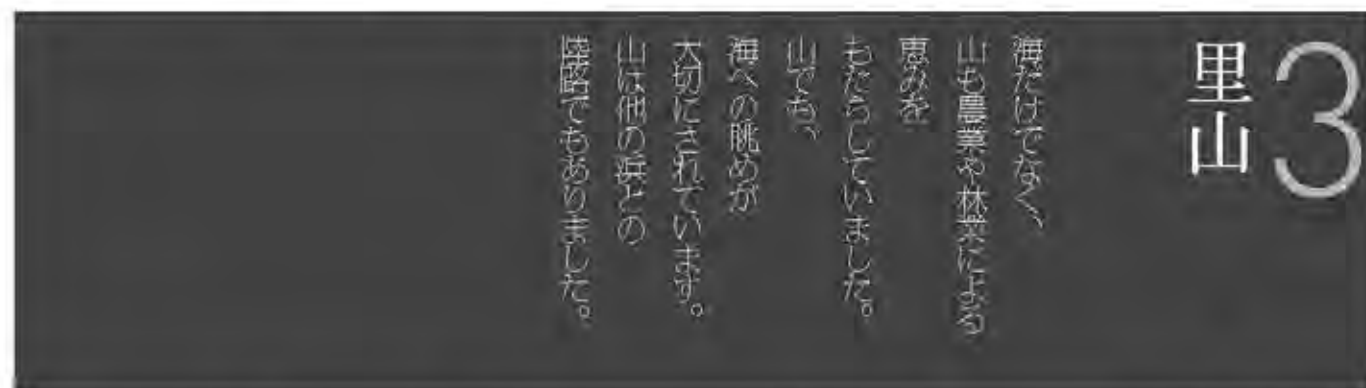 3
里山
海だけでなく、
山も農業や林業による
恵みを
もたらしていました。
山でも、
海への眺めが
大切にされています。
山は他の浜との
陸路でもありました。